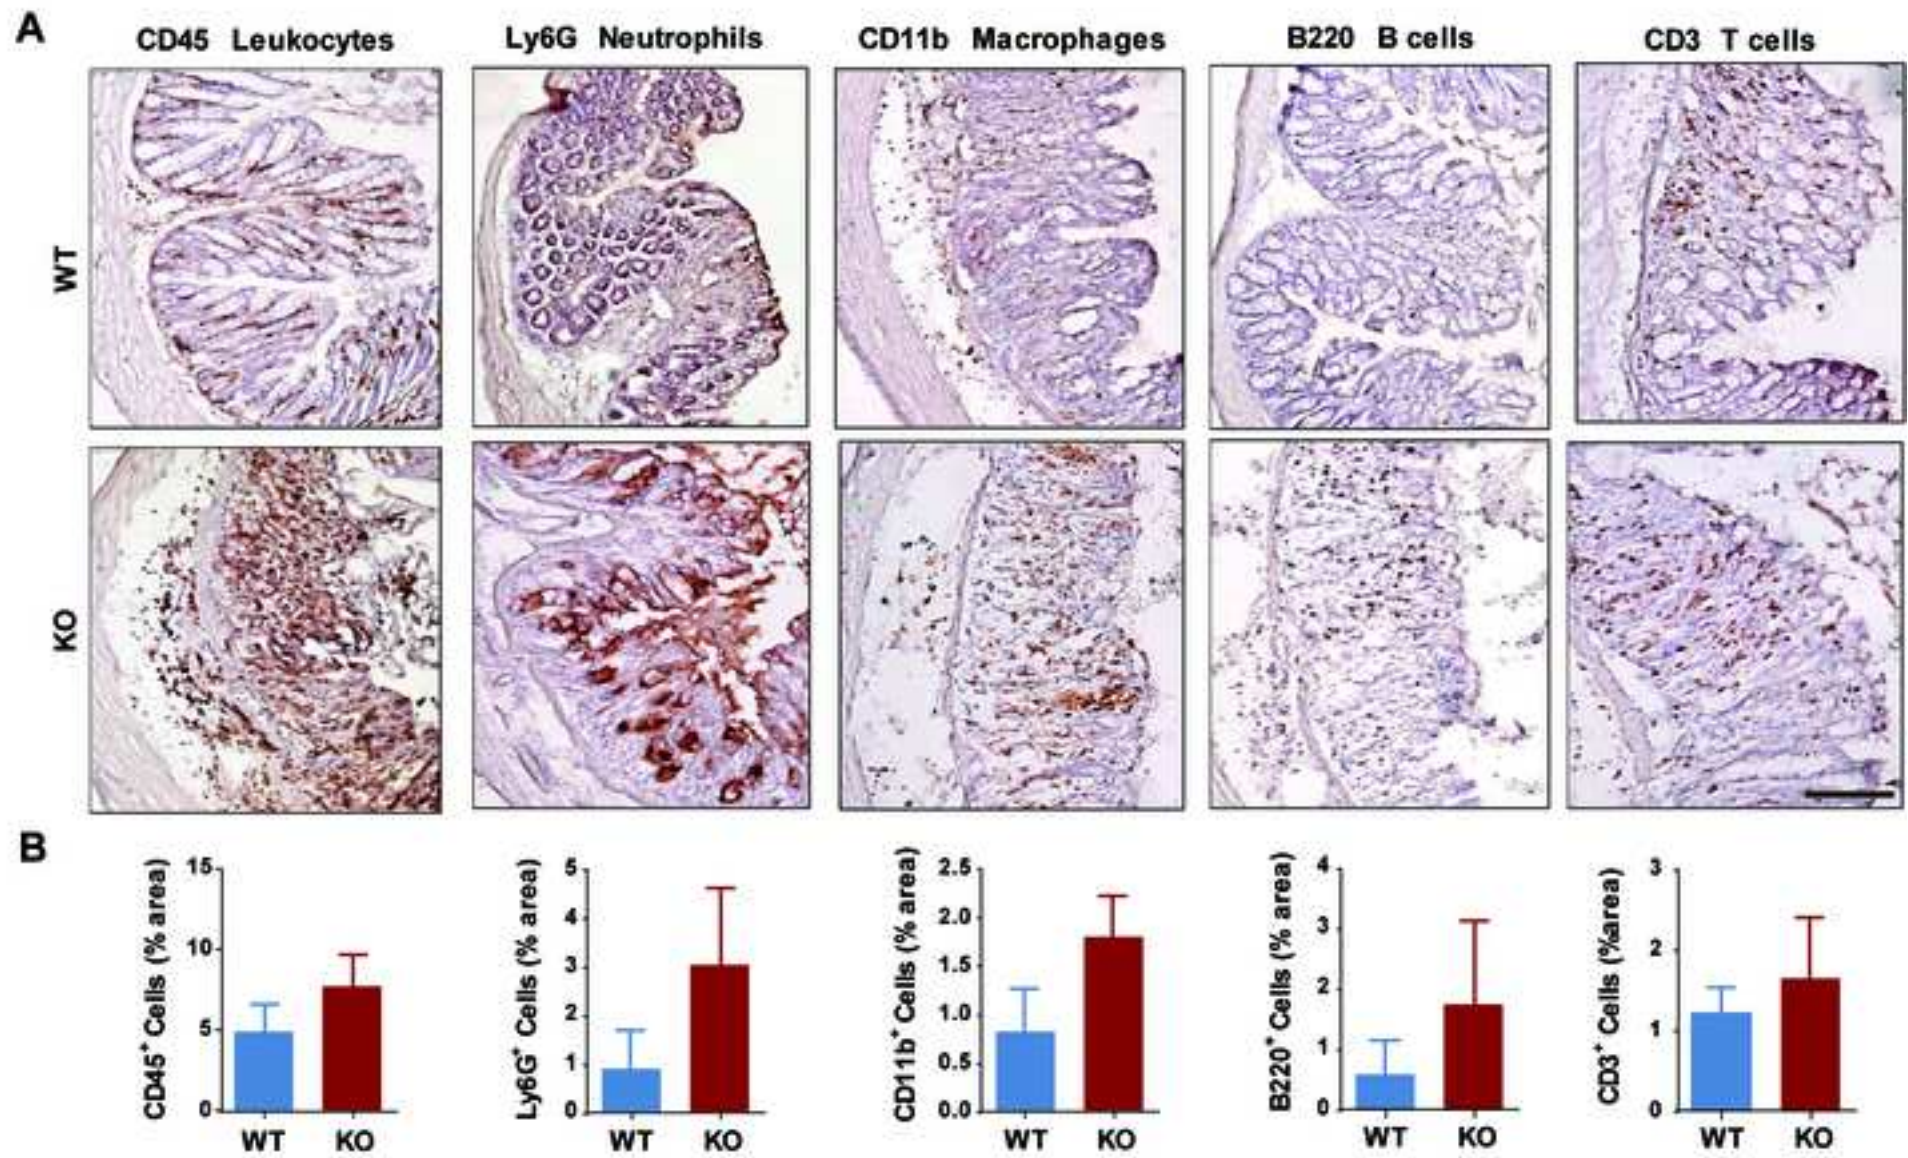 A
CD45 Leukocytes
Ly6G Neutrophils
CD11b Macrophages
B220 B cells
CD3 T cells
WT
KO
B
CD45+ Cells (% area)
15
10
5
0
WT KO
Ly6G+ Cells (% area)
5
4
3
2
1
0
WT KO
CD11b+ Cells (% area)
2.5
2.0
1.5
1.0
0.5
0.0
WT KO
B220+ Cells (% area)
4
3
2
1
0
WT KO
CD3+ Cells (%area)
3
2
1
0
WT KO